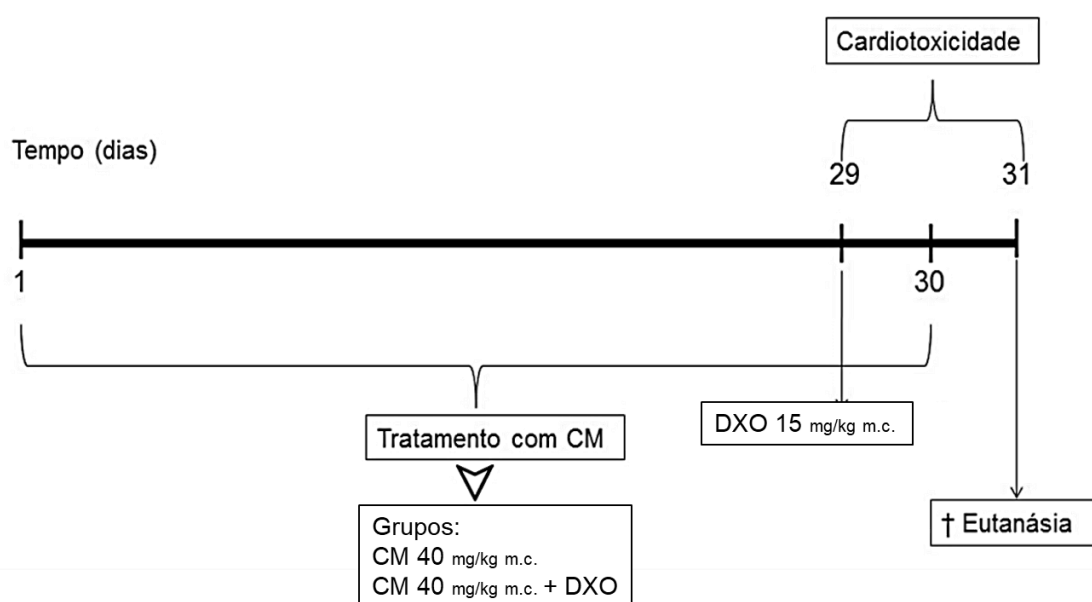 Cardiotoxicidade
Tempo (dias)
29
31
1
30
Tratamento com CM
DXO 15 mg/kg m.c.
Grupos:
CM 40 mg/kg m.c.
CM 40 mg/kg m.c. + DXO
† Eutanásia